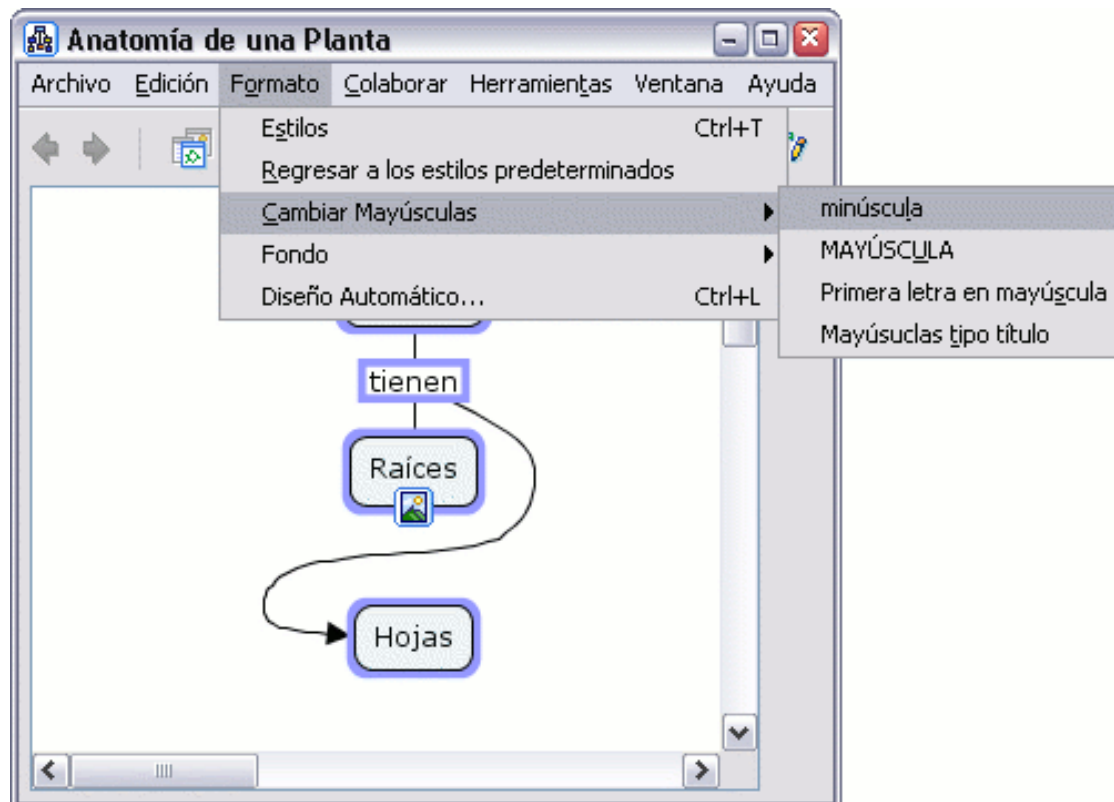 Anatomía de una Planta
Archivo Edición Formato Colaborar Herramientas Ventana Ayuda
Estilos Ctrl+T
Regresar a los estilos predeterminados
Cambiar Mayúsculas
Fondo
Diseño Automático... Ctrl+L
minúscula
MAYÚSCULA
Primera letra en mayúscula
Mayúsuclas tipo título
tienen
Raíces
Hojas